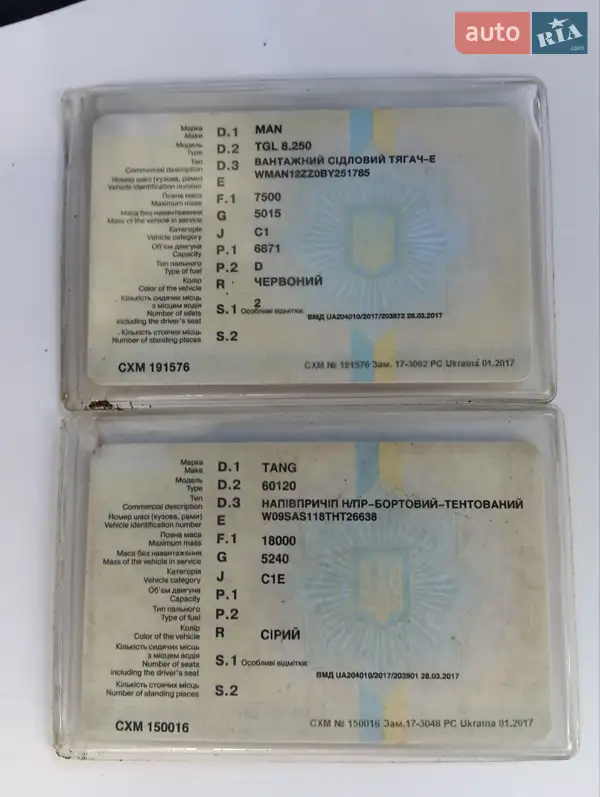 auto RIA .com
Марка D.1 MAN
Make
Модель D.2 TGL 8.250
Type
Тип D.3 ВАНТАЖНИЙ СІДЛОВИЙ ТЯГАЧ-Е
Commercial description
Номер шасі (кузова, рами) E WMAN12ZZ0BY251785
Vehicle identification number
Повна маса F.1 7500
Maximum mass
Маса без навантаження G 5015
Mass of the vehicle in service
Категорія J C1
Vehicle category
Об'єм двигуна P.1 6871
Capacity
Тип пального P.2 D
Type of fuel
Колір R ЧЕРВОНИЙ
Color of the vehicle
Кількість сидячих місць 2
з місцем водія S.1 Особливі відмітки:
Number of seats ВМД UA204010/2017/203873 28.03.2017
including the driver's seat
Кількість стоячих місць S.2
Number of standing places
СХМ 191576 СХМ № 191576 Зам. 17-3062 РС Ukraina 01.2017
Марка D.1 TANG
Make
Модель D.2 60120
Type
Тип D.3 НАПІВПРИЧІП Н/ПР-БОРТОВИЙ-ТЕНТОВАНИЙ
Commercial description
Номер шасі (кузова, рами) E W09SAS118THT26638
Vehicle identification number
Повна маса F.1 18000
Maximum mass
Маса без навантаження G 5240
Mass of the vehicle in service
Категорія J C1E
Vehicle category
Об'єм двигуна P.1
Capacity
Тип пального P.2
Type of fuel
Колір R СІРИЙ
Color of the vehicle
Кількість сидячих місць
з місцем водія S.1 Особливі відмітки:
Number of seats
including the driver's seat ВМД UA204010/2017/203901 28.03.2017
Кількість стоячих місць S.2
Number of standing places
СХМ 150016 СХМ № 150016 Зам.17-3048 РС Ukraina 01.2017